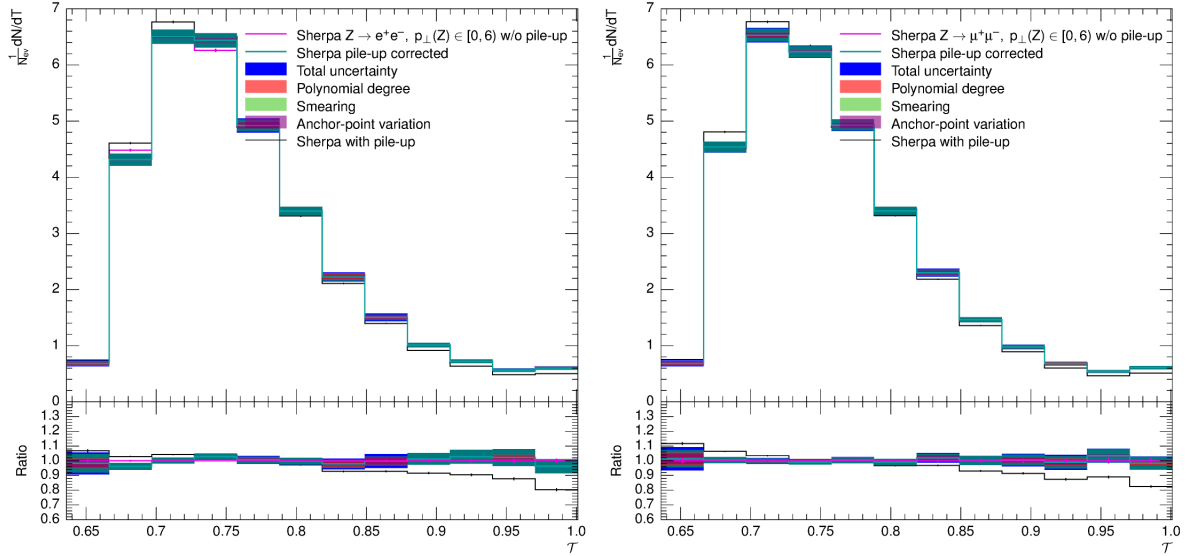 7
6
5
4
3
2
1
0
1/N_ev dN/dT
Sherpa Z → e⁺e⁻, p⊥(Z) ∈ [0, 6) w/o pile-up
Sherpa pile-up corrected
Total uncertainty
Polynomial degree
Smearing
Anchor-point variation
Sherpa with pile-up
1.3
1.2
1.1
1.0
0.9
0.8
0.7
0.6
Ratio
0.65 0.7 0.75 0.8 0.85 0.9 0.95 1.0
𝒯
7
6
5
4
3
2
1
0
1/N_ev dN/dT
Sherpa Z → μ⁺μ⁻, p⊥(Z) ∈ [0, 6) w/o pile-up
Sherpa pile-up corrected
Total uncertainty
Polynomial degree
Smearing
Anchor-point variation
Sherpa with pile-up
1.3
1.2
1.1
1.0
0.9
0.8
0.7
0.6
0.5
Ratio
0.65 0.7 0.75 0.8 0.85 0.9 0.95 1.0
𝒯